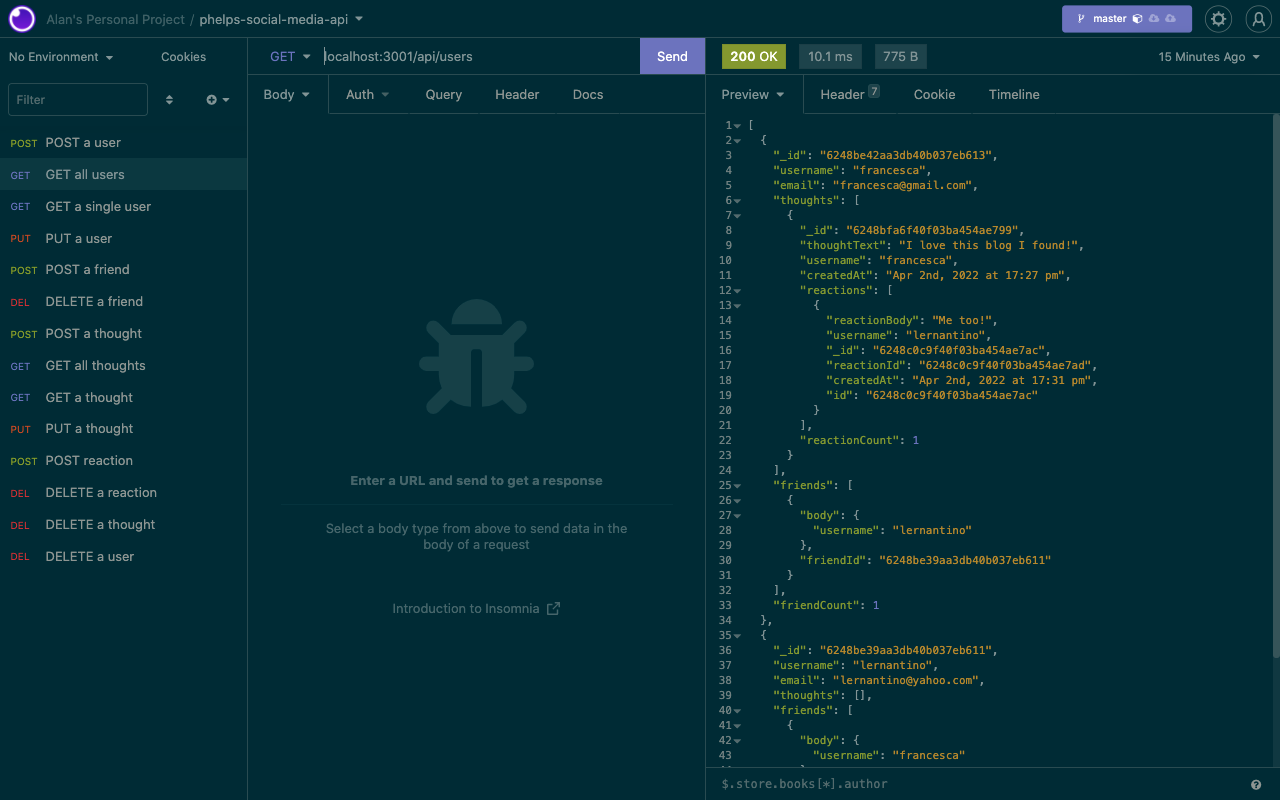 Alan's Personal Project / phelps-social-media-api
master
No Environment
Cookies
Filter
POST POST a user
GET GET all users
GET GET a single user
PUT PUT a user
POST POST a friend
DEL DELETE a friend
POST POST a thought
GET GET all thoughts
GET GET a thought
PUT PUT a thought
POST POST reaction
DEL DELETE a reaction
DEL DELETE a thought
DEL DELETE a user
GET localhost:3001/api/users Send
Body Auth Query Header Docs
Enter a URL and send to get a response
Select a body type from above to send data in the
body of a request
Introduction to Insomnia
200 OK 10.1 ms 775 B 15 Minutes Ago
Preview Header 7 Cookie Timeline
1 [
2 {
3 "_id": "6248be42aa3db40b037eb613",
4 "username": "francesca",
5 "email": "francesca@gmail.com",
6 "thoughts": [
7 {
8 "_id": "6248bfa6f40f03ba454ae799",
9 "thoughtText": "I love this blog I found!",
10 "username": "francesca",
11 "createdAt": "Apr 2nd, 2022 at 17:27 pm",
12 "reactions": [
13 {
14 "reactionBody": "Me too!",
15 "username": "lernantino",
16 "_id": "6248c0c9f40f03ba454ae7ac",
17 "reactionId": "6248c0c9f40f03ba454ae7ad",
18 "createdAt": "Apr 2nd, 2022 at 17:31 pm",
19 "id": "6248c0c9f40f03ba454ae7ac"
20 }
21 ],
22 "reactionCount": 1
23 }
24 ],
25 "friends": [
26 {
27 "body": {
28 "username": "lernantino"
29 },
30 "friendId": "6248be39aa3db40b037eb611"
31 }
32 ],
33 "friendCount": 1
34 },
35 {
36 "_id": "6248be39aa3db40b037eb611",
37 "username": "lernantino",
38 "email": "lernantino@yahoo.com",
39 "thoughts": [],
40 "friends": [
41 {
42 "body": {
43 "username": "francesca"
$.store.books[*].author